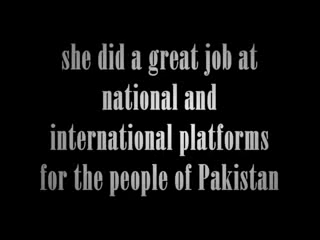 she did a great job at
national and
international platforms
for the people of Pakistan